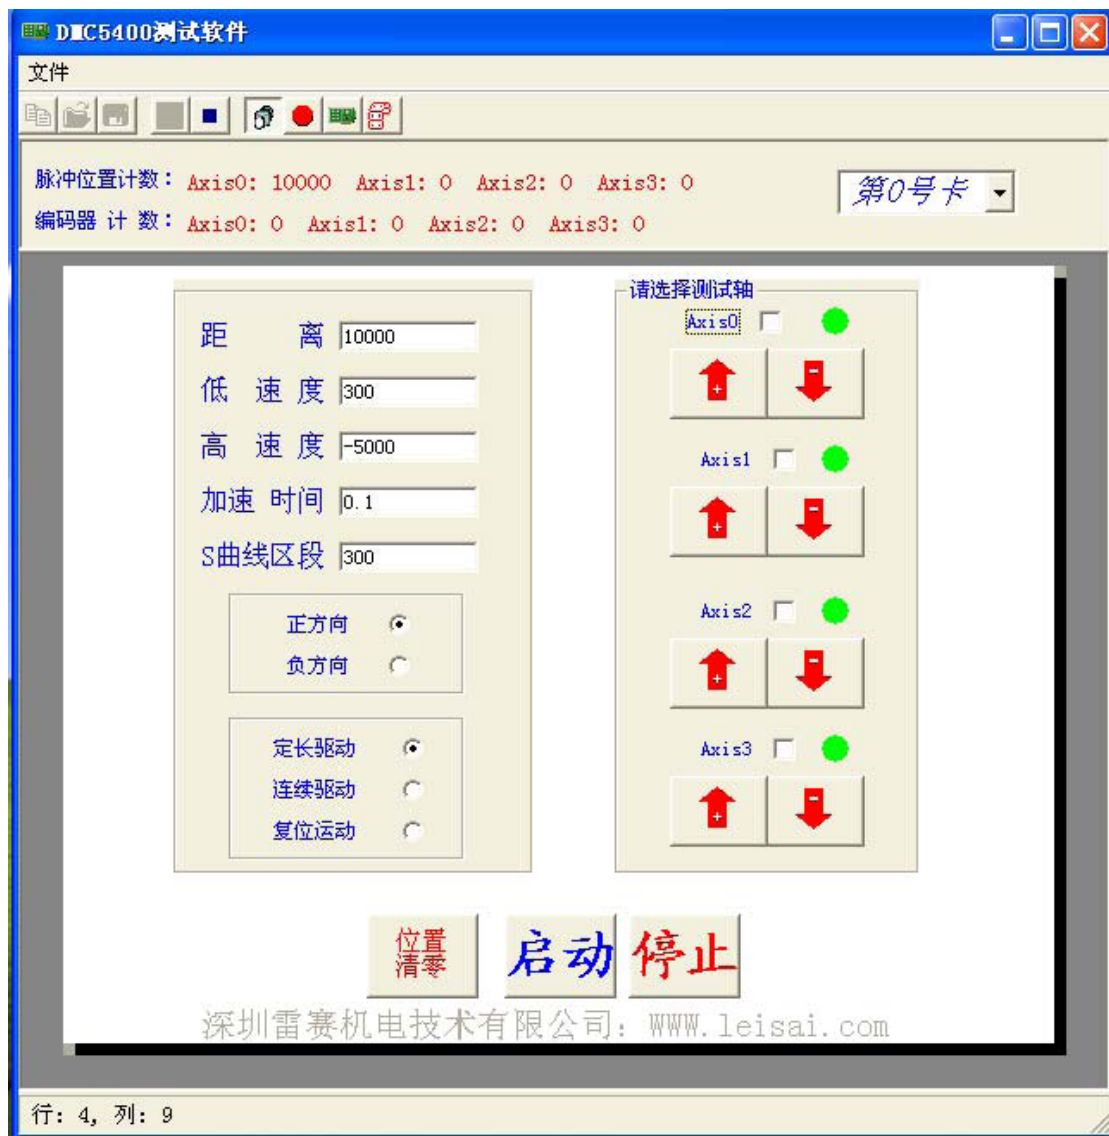 DMC5400测试软件
文件
脉冲位置计数: Axis0: 10000 Axis1: 0 Axis2: 0 Axis3: 0
第0号卡
编码器 计 数: Axis0: 0 Axis1: 0 Axis2: 0 Axis3: 0
请选择测试轴
距 离 10000
低 速 度 300
高 速 度 -5000
加速 时间 0.1
S曲线区段 300
正方向
负方向
定长驱动
连续驱动
复位运动
Axis0
+ -
Axis1
+ -
Axis2
+ -
Axis3
+ -
位置
清零
启动
停止
深圳雷赛机电技术有限公司: WWW.leisai.com
行: 4, 列: 9